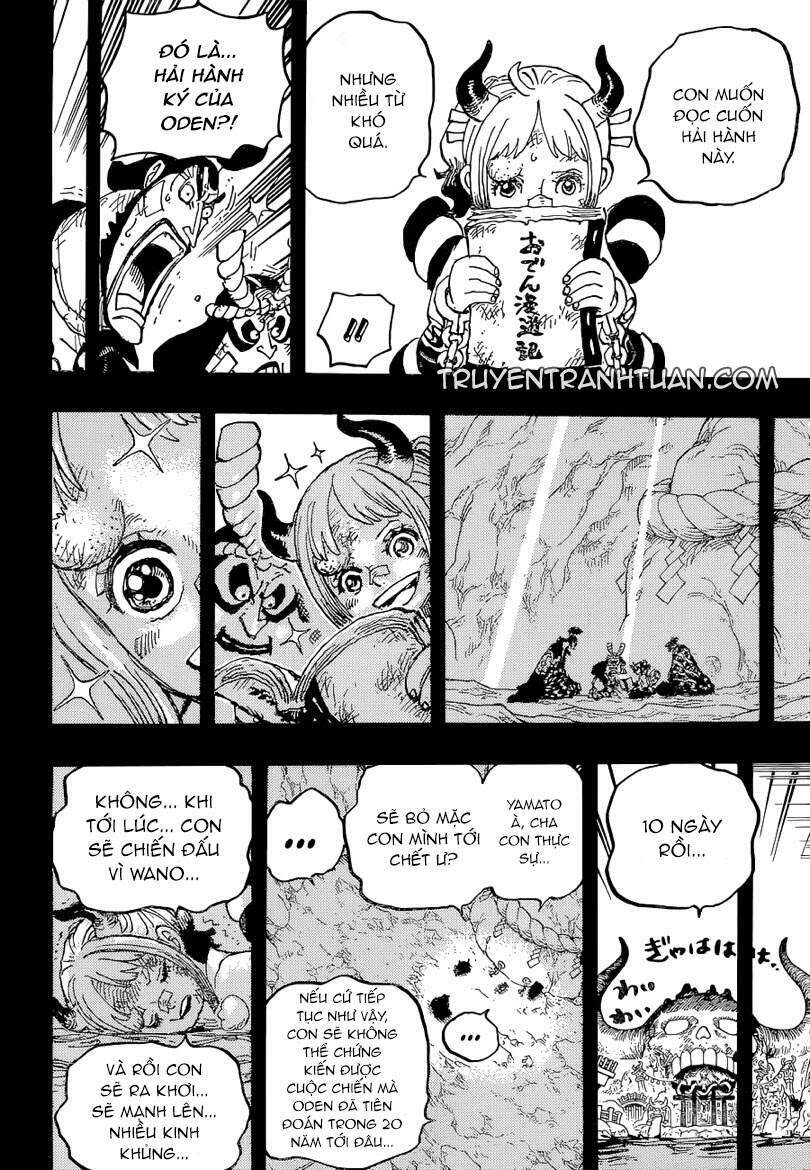 CON MUỐN
ĐỌC CUỐN
HẢI HÀNH
NÀY.
NHƯNG
NHIỀU TỪ
KHÓ
QUÁ.
おでん漫遊記
!!
ĐÓ LÀ...
HẢI HÀNH
KÝ CỦA
ODEN?!
TRUYENTRANHTUAN.COM
10 NGÀY
RỒI...
ぎゃはははは...
わい
わい
YAMATO
À, CHA
CON THỰC
SỰ...
SẼ BỎ MẶC
CON MÌNH TỚI
CHẾT Ư?
...
...
NẾU CỨ TIẾP
TỤC NHƯ VẬY,
CON SẼ KHÔNG
THỂ CHỨNG
KIẾN ĐƯỢC
CUỘC CHIẾN MÀ
ODEN ĐÃ TIÊN
ĐOÁN TRONG 20
NĂM TỚI ĐÂU...
KHÔNG... KHI
TỚI LÚC... CON
SẼ CHIẾN ĐẤU
VÌ WANO...
VÀ RỒI CON
SẼ RA KHƠI...
SẼ MẠNH LÊN...
NHIỀU KINH
KHỦNG...